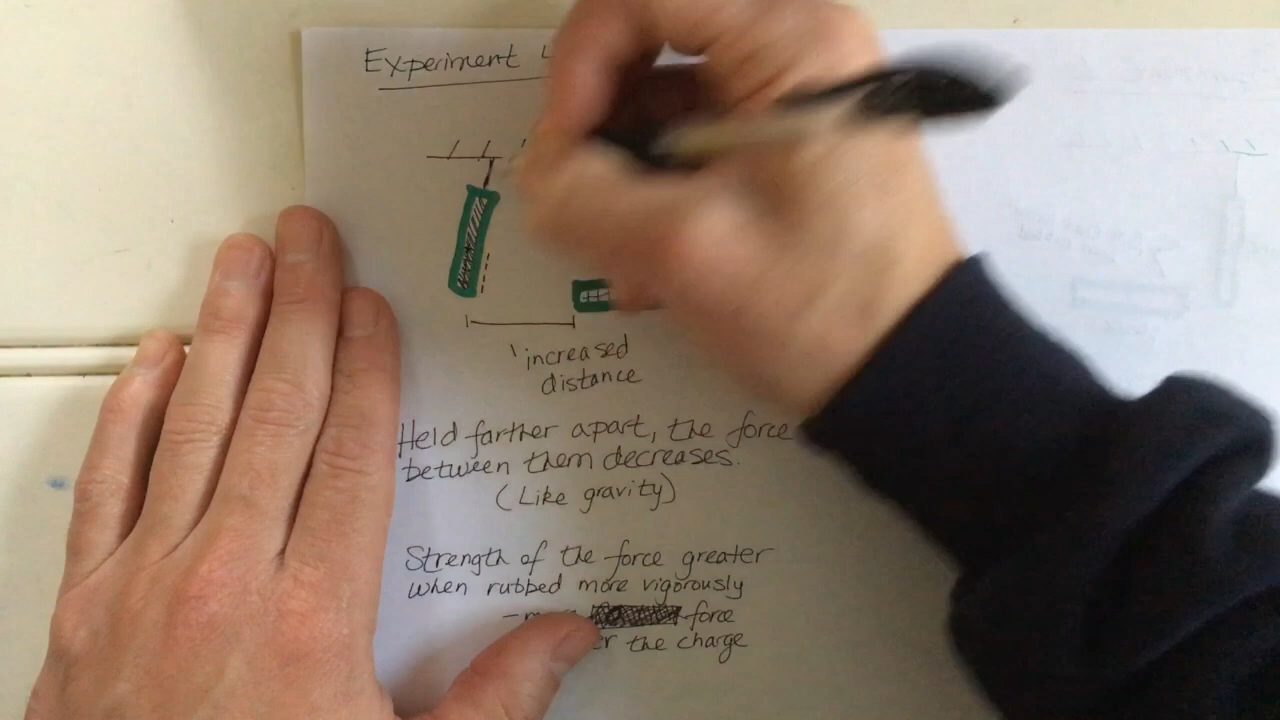 Experiment
increased
distance
Held farther apart, the force
between them decreases.
(Like gravity)
Strength of the force greater
when rubbed more vigorously
force
the charge